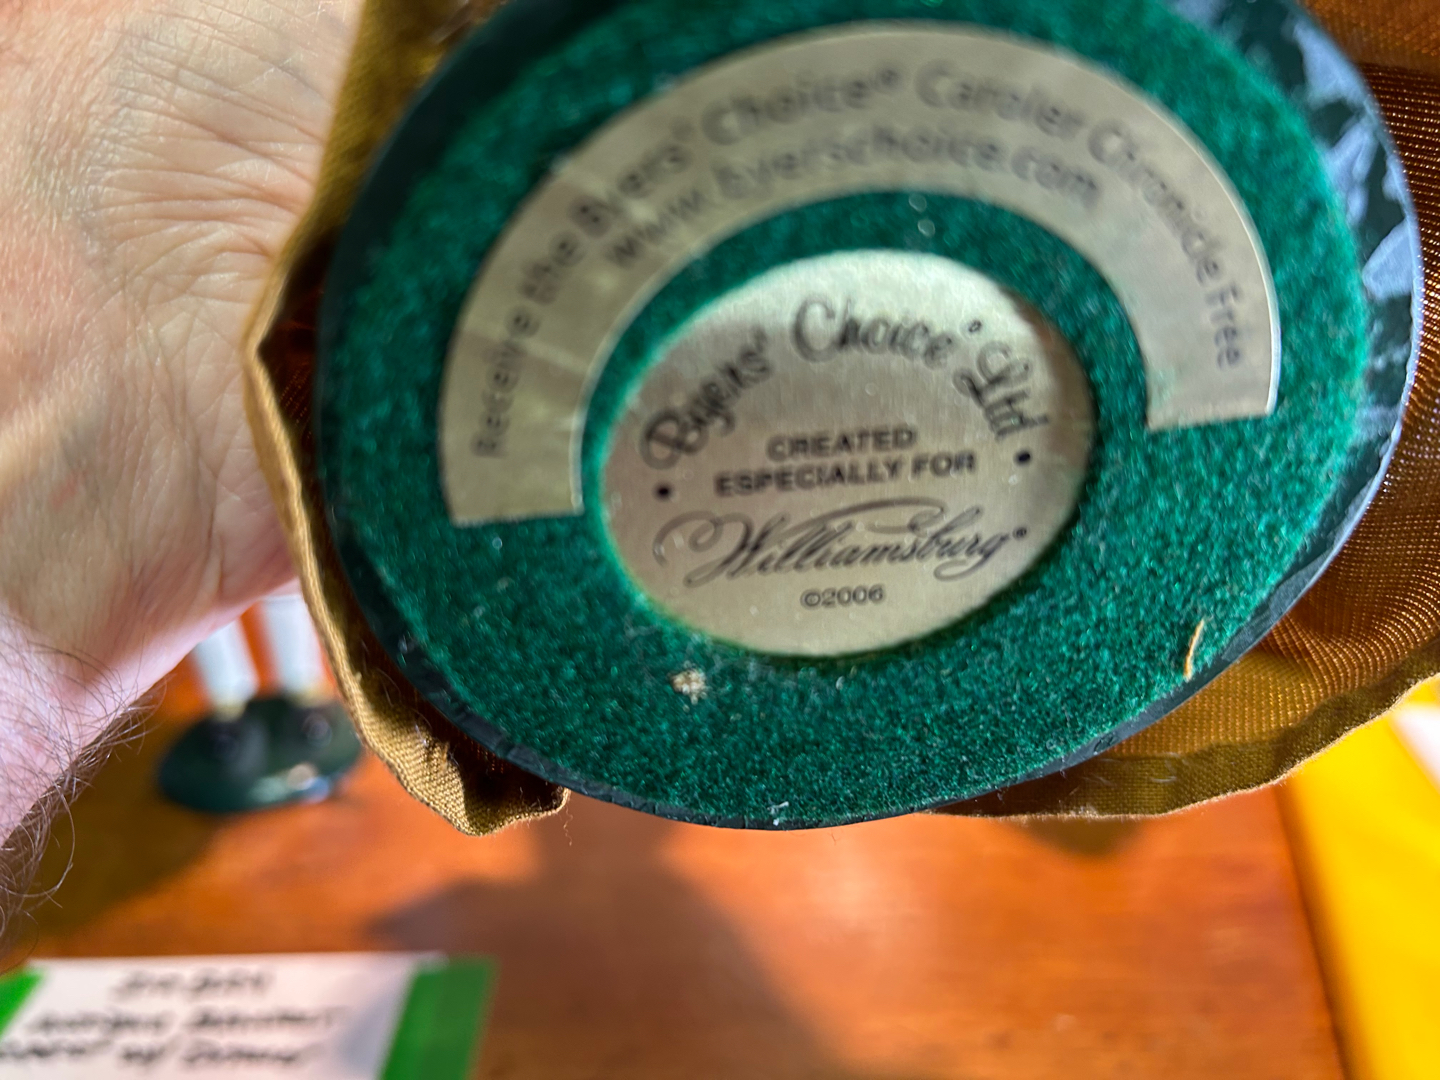 Receive the Byers' Choice® Caroler Chronicle Free
www.byerschoice.com
Byers' Choice® Ltd
CREATED
ESPECIALLY FOR
Williamsburg®
©2006